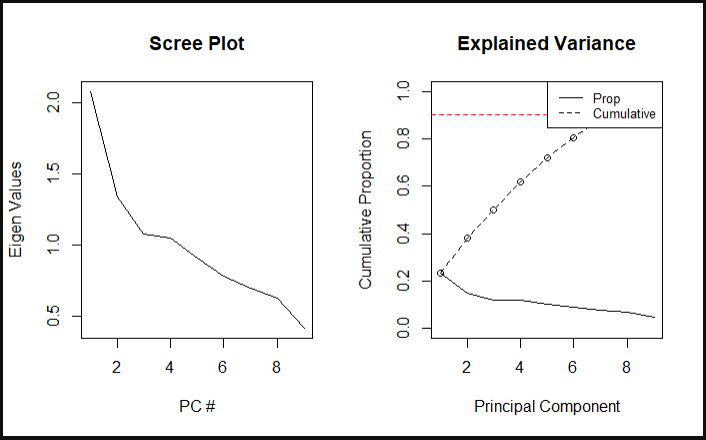 Scree Plot
Eigen Values
2.0
1.5
1.0
0.5
2 4 6 8
PC #
Explained Variance
Cumulative Proportion
1.0
0.8
0.6
0.4
0.2
0.0
Prop
Cumulative
2 4 6 8
Principal Component